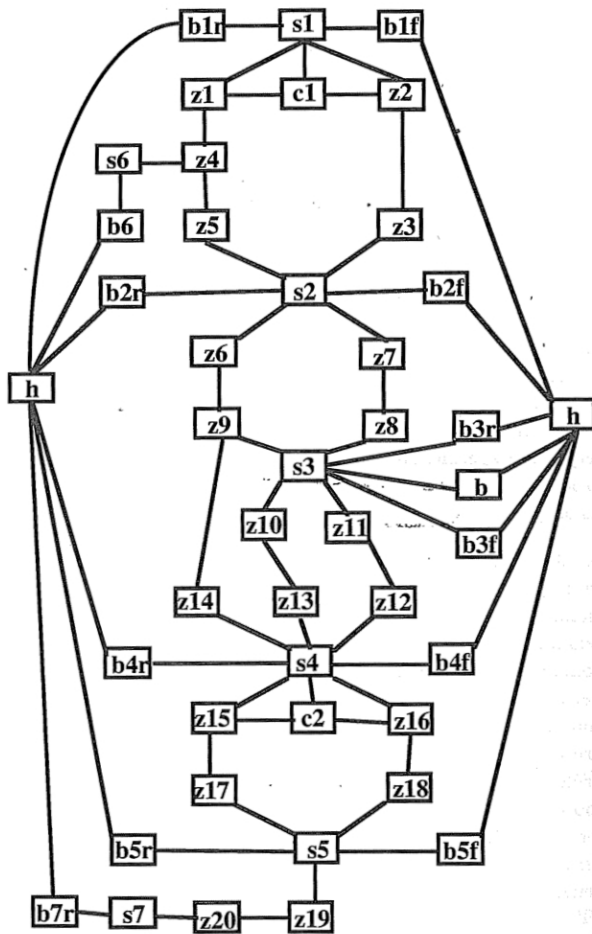 b1r s1 b1f
z1 c1 z2
s6 z4
b6 z5 z3
b2r s2 b2f
z6 z7
h h
z9 z8 b3r
s3 b
z10 z11 b3f
z14 z13 z12
b4r s4 b4f
z15 c2 z16
z17 z18
b5r s5 b5f
b7r s7 z20 z19